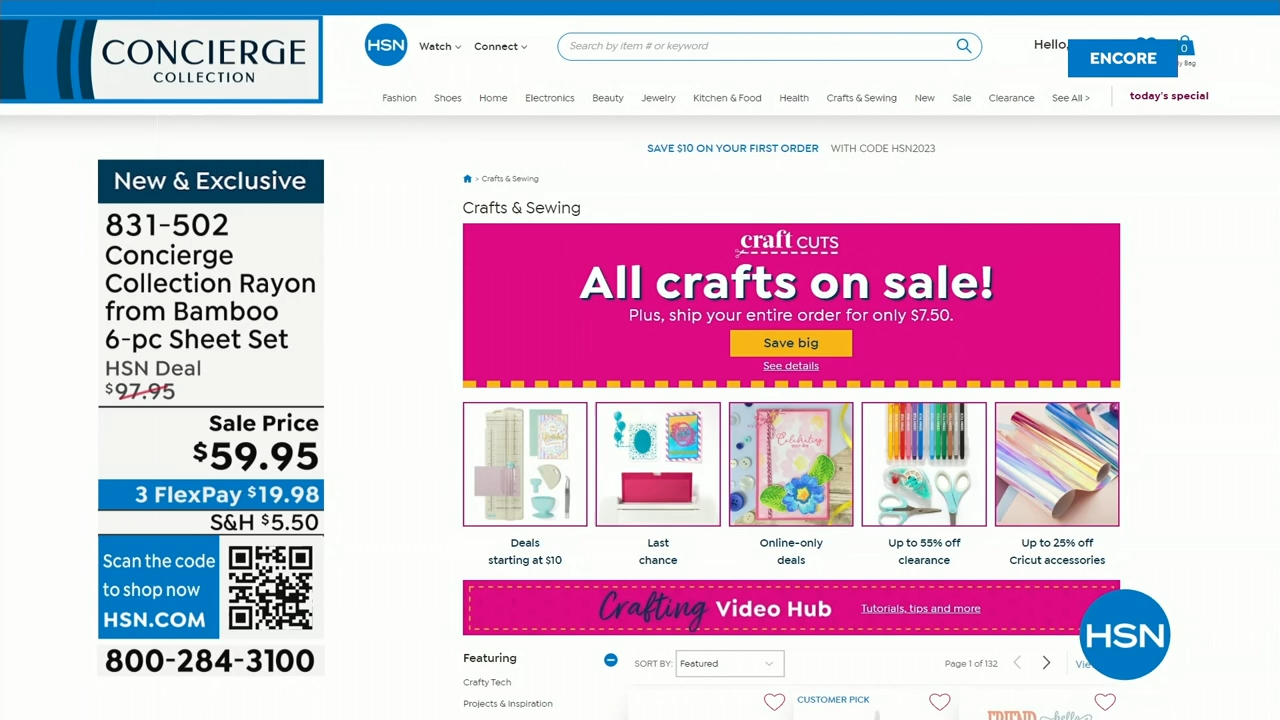 CONCIERGE
COLLECTION
HSN
Watch
Connect
Search by item # or keyword
Hello,
ENCORE
0
Bag
Fashion
Shoes
Home
Electronics
Beauty
Jewelry
Kitchen & Food
Health
Crafts & Sewing
New
Sale
Clearance
See All >
today's special
SAVE $10 ON YOUR FIRST ORDER WITH CODE HSN2023
> Crafts & Sewing
Crafts & Sewing
craft CUTS
All crafts on sale!
Plus, ship your entire order for only $7.50.
Save big
See details
New & Exclusive
831-502
Concierge
Collection Rayon
from Bamboo
6-pc Sheet Set
HSN Deal
$97.95
Sale Price
$59.95
3 FlexPay $19.98
S&H $5.50
Scan the code
to shop now
HSN.COM
800-284-3100
Celebrating
Deals
starting at $10
Last
chance
Online-only
deals
Up to 55% off
clearance
Up to 25% off
Cricut accessories
Crafting Video Hub
Tutorials, tips and more
HSN
Featuring
Crafty Tech
Projects & Inspiration
SORT BY:
Featured
Page 1 of 132
CUSTOMER PICK
FRIEND
hello